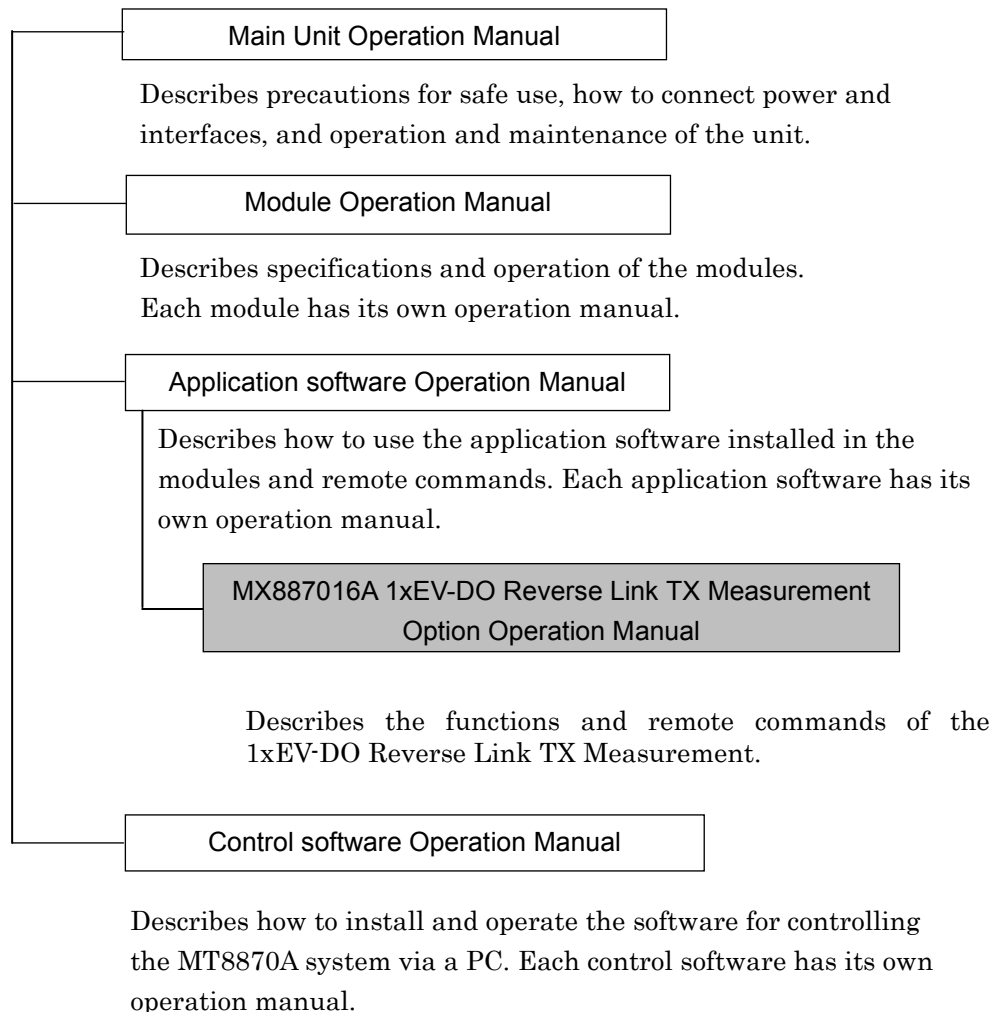 Main Unit Operation Manual
Describes precautions for safe use, how to connect power and
interfaces, and operation and maintenance of the unit.
Module Operation Manual
Describes specifications and operation of the modules.
Each module has its own operation manual.
Application software Operation Manual
Describes how to use the application software installed in the
modules and remote commands. Each application software has its
own operation manual.
MX887016A 1xEV-DO Reverse Link TX Measurement
Option Operation Manual
Describes the functions and remote commands of the
1xEV-DO Reverse Link TX Measurement.
Control software Operation Manual
Describes how to install and operate the software for controlling
the MT8870A system via a PC. Each control software has its own
operation manual.